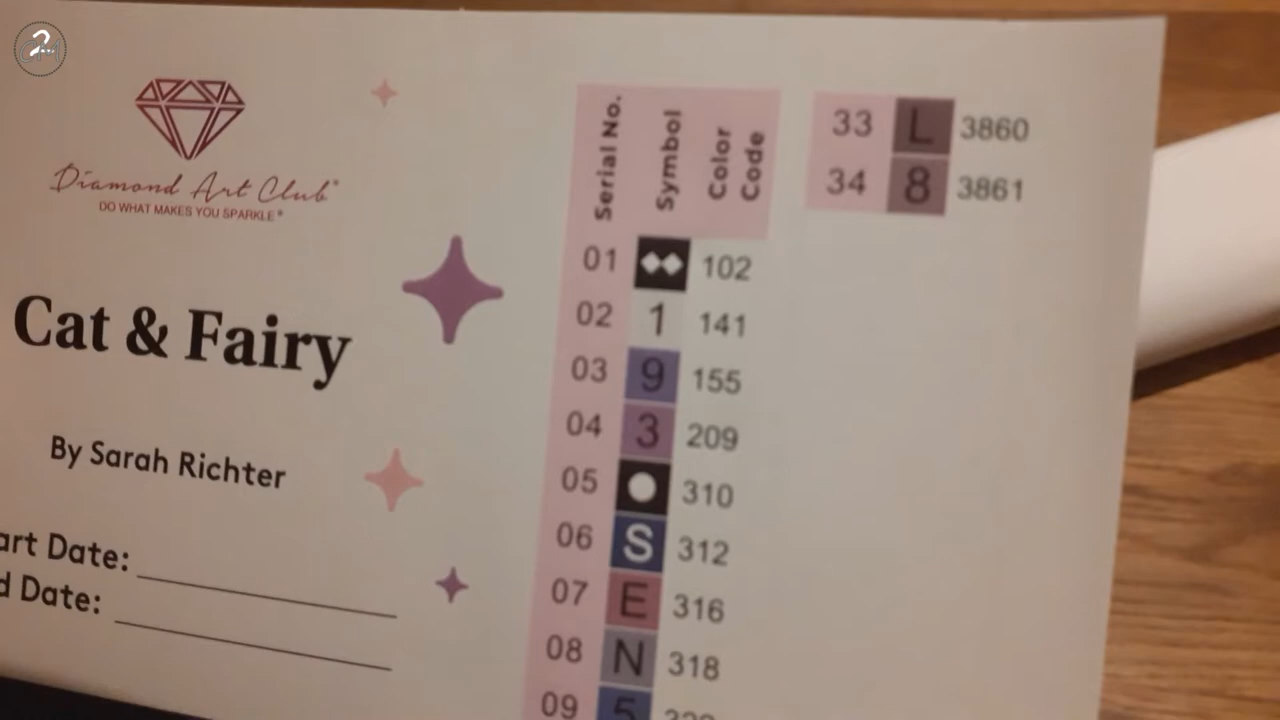 Diamond Art Club®
DO WHAT MAKES YOU SPARKLE®
Cat & Fairy
By Sarah Richter
art Date:
d Date:
Serial No. Symbol Color Code
01 102
02 1 141
03 9 155
04 3 209
05 310
06 S 312
07 E 316
08 N 318
09 5
33 L 3860
34 8 3861